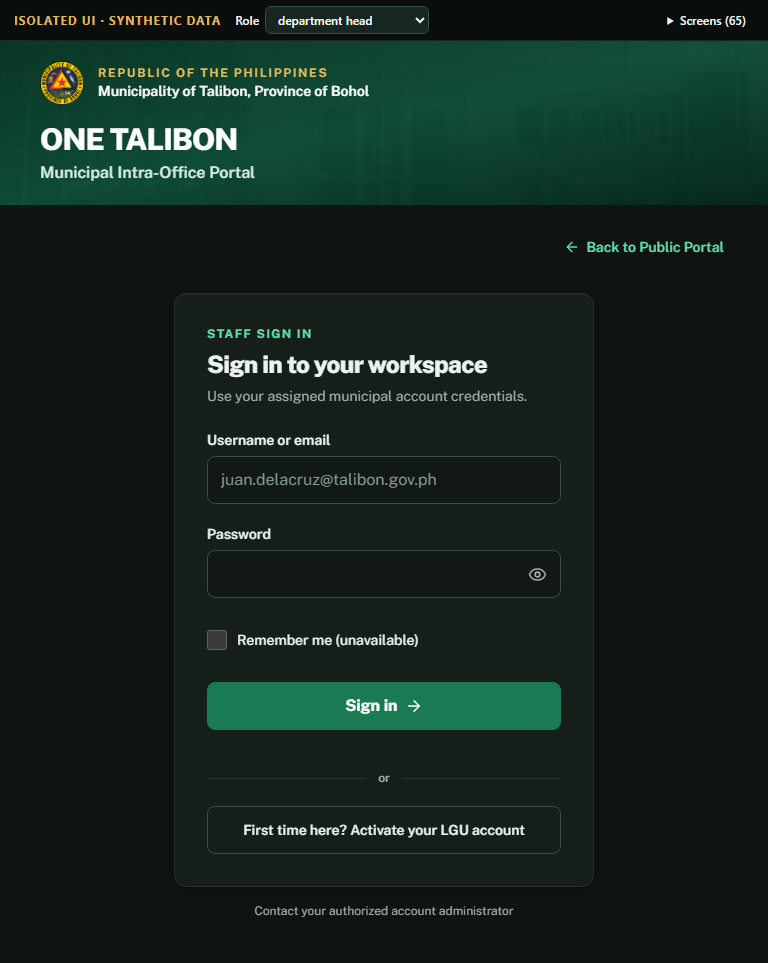 ISOLATED UI · SYNTHETIC DATA Role department head Screens (65)
REPUBLIC OF THE PHILIPPINES
Municipality of Talibon, Province of Bohol
ONE TALIBON
Municipal Intra-Office Portal
← Back to Public Portal
STAFF SIGN IN
Sign in to your workspace
Use your assigned municipal account credentials.
Username or email
juan.delacruz@talibon.gov.ph
Password
Remember me (unavailable)
Sign in →
or
First time here? Activate your LGU account
Contact your authorized account administrator